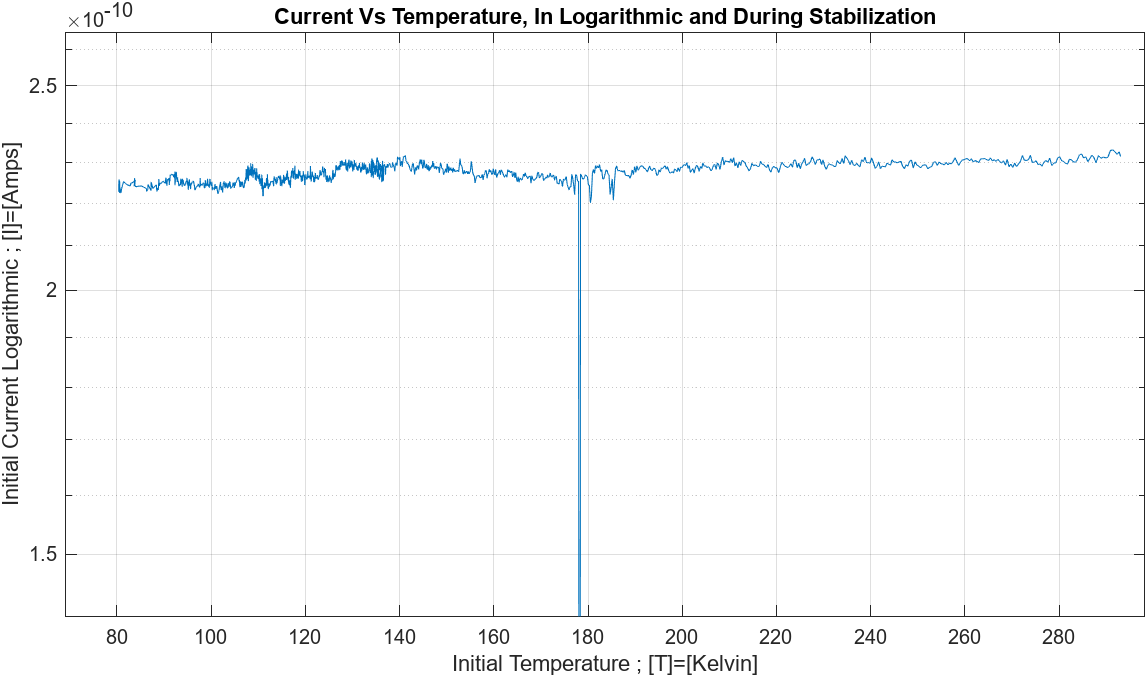 Current Vs Temperature, In Logarithmic and During Stabilization
×10-10
2.5
2
1.5
Initial Current Logarithmic ; [I]=[Amps]
80 100 120 140 160 180 200 220 240 260 280
Initial Temperature ; [T]=[Kelvin]